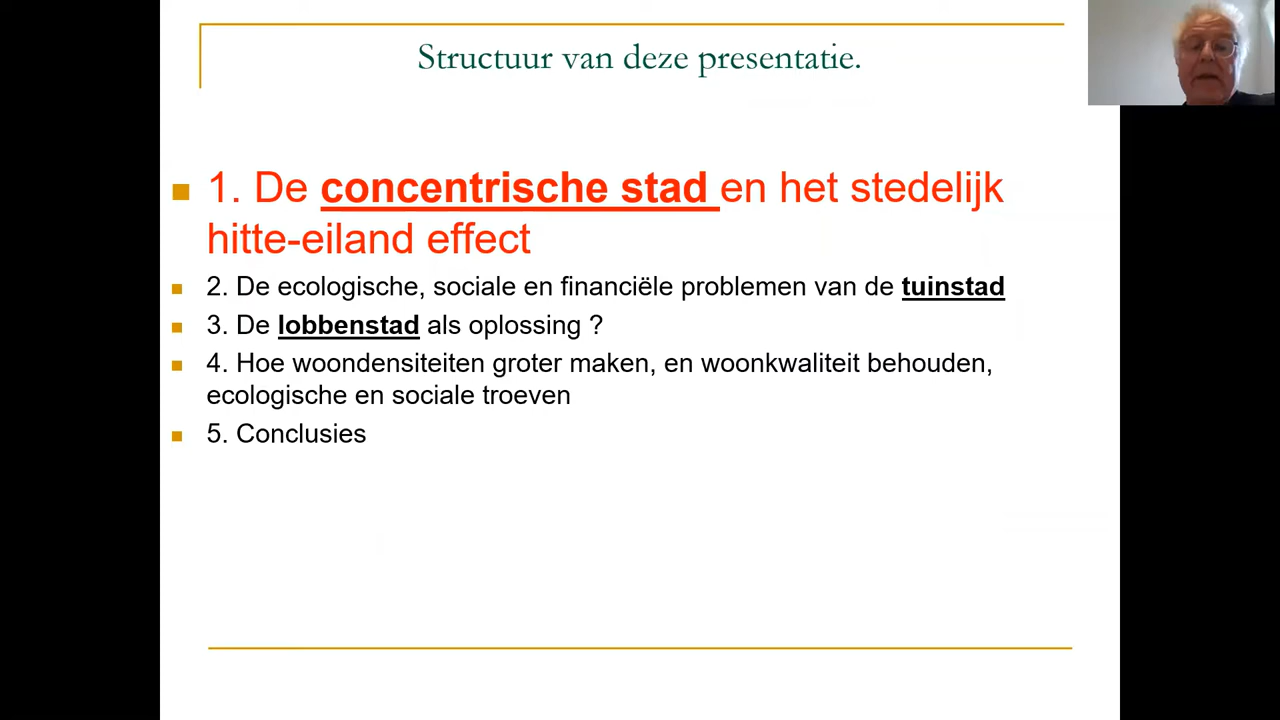 Structuur van deze presentatie.
1. De concentrische stad en het stedelijk
hitte-eiland effect
2. De ecologische, sociale en financiële problemen van de tuinstad
3. De lobbenstad als oplossing ?
4. Hoe woondensiteiten groter maken, en woonkwaliteit behouden,
ecologische en sociale troeven
5. Conclusies